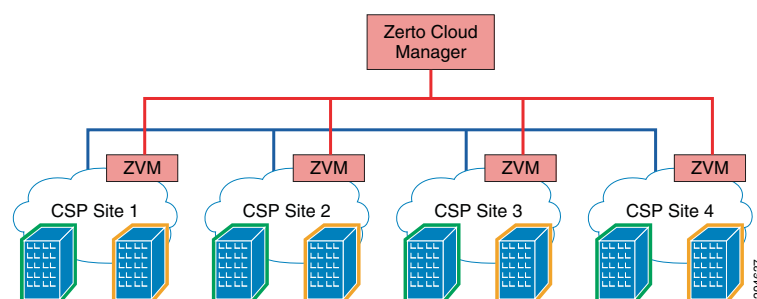 Zerto Cloud
Manager
ZVM
ZVM
ZVM
ZVM
CSP Site 1
CSP Site 2
CSP Site 3
CSP Site 4